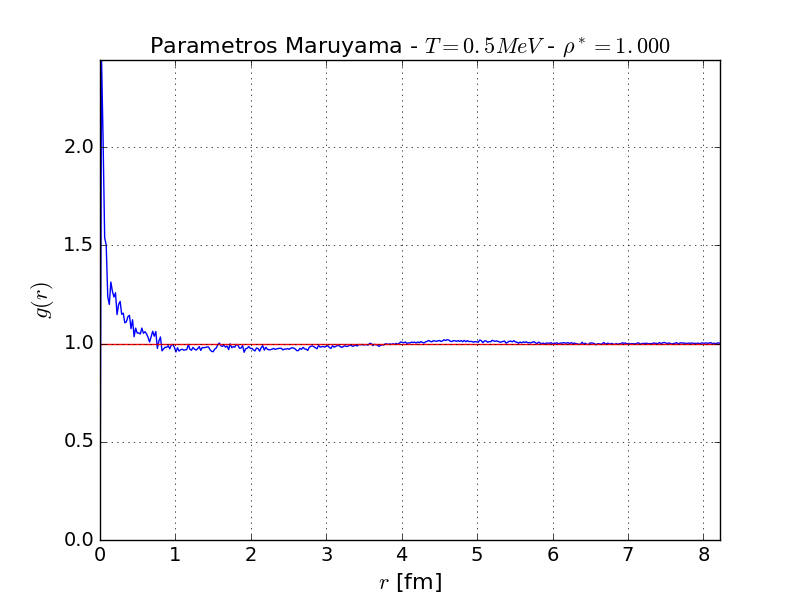 Parametros Maruyama - T = 0.5MeV - ρ* = 1.000
g(r)
2.0
1.5
1.0
0.5
0.0
0 1 2 3 4 5 6 7 8
r [fm]